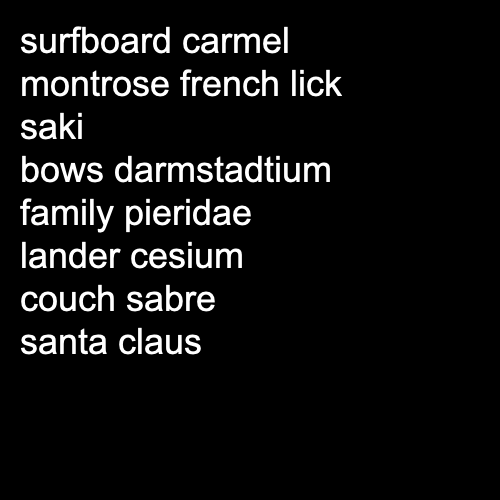 surfboard carmel
montrose french lick
saki
bows darmstadtium
family pieridae
lander cesium
couch sabre
santa claus